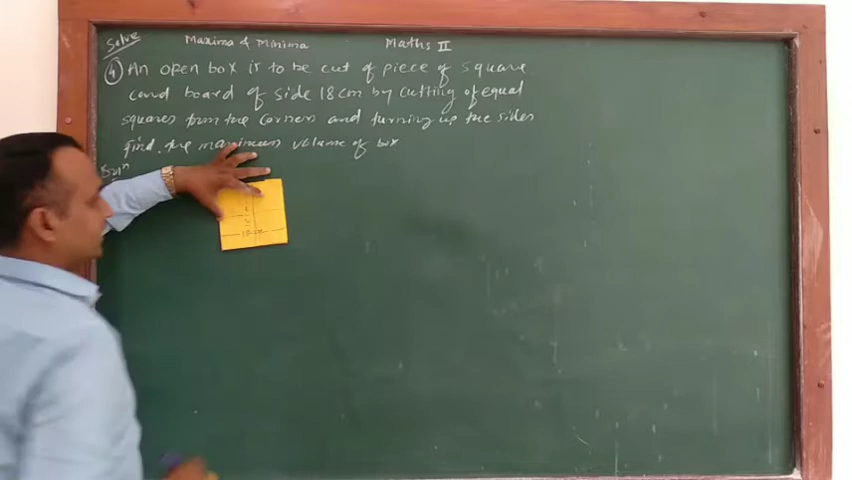 Solve Maxima & Minima Maths II
④ An open box is to be cut of piece of square
card board of side 18 cm by cutting of equal
squares from the corners and turning up the sides
find the maximum volume of box
Solⁿ